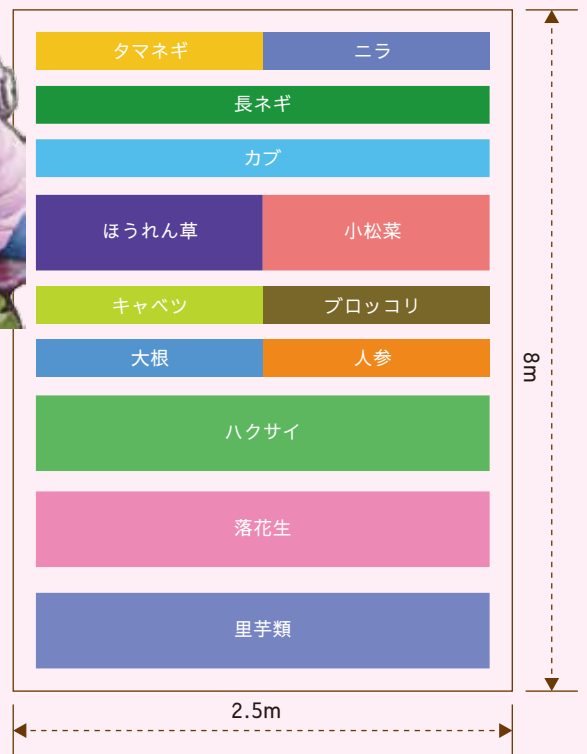 タマネギ
ニラ
長ネギ
カブ
ほうれん草
小松菜
キャベツ
ブロッコリ
大根
人参
ハクサイ
落花生
里芋類
8m
2.5m